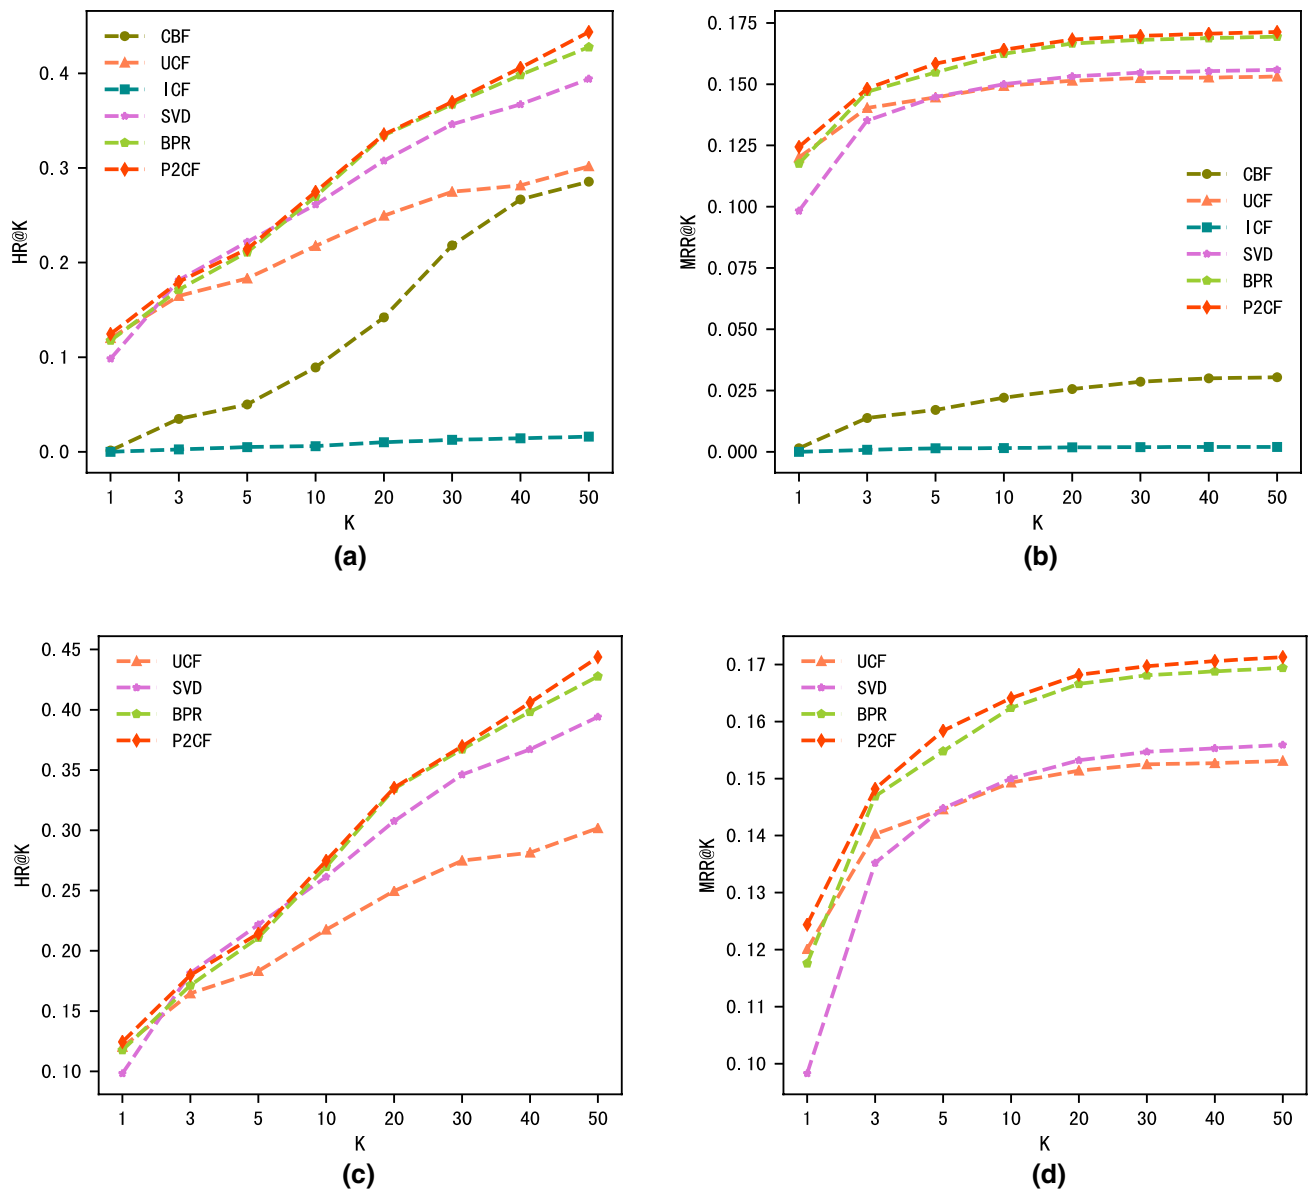 0.4
0.3
0.2
0.1
0.0
HR@K
CBF
UCF
ICF
SVD
BPR
P2CF
1 3 5 10 20 30 40 50
K
(a)
0.175
0.150
0.125
0.100
0.075
0.050
0.025
0.000
MRR@K
CBF
UCF
ICF
SVD
BPR
P2CF
1 3 5 10 20 30 40 50
K
(b)
0.45
0.40
0.35
0.30
0.25
0.20
0.15
0.10
HR@K
UCF
SVD
BPR
P2CF
1 3 5 10 20 30 40 50
K
(c)
0.17
0.16
0.15
0.14
0.13
0.12
0.11
0.10
MRR@K
UCF
SVD
BPR
P2CF
1 3 5 10 20 30 40 50
K
(d)